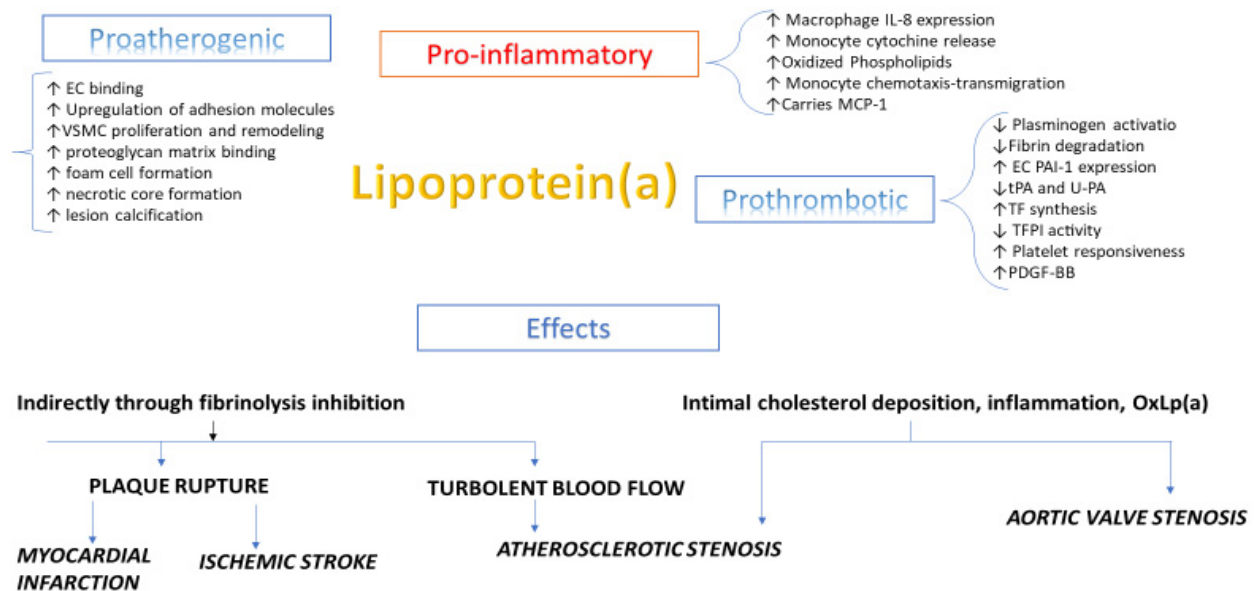 Proatherogenic
↑ EC binding
↑ Upregulation of adhesion molecules
↑VSMC proliferation and remodeling
↑ proteoglycan matrix binding
↑ foam cell formation
↑ necrotic core formation
↑ lesion calcification
Pro-inflammatory
↑ Macrophage IL-8 expression
↑ Monocyte cytochine release
↑Oxidized Phospholipids
↑ Monocyte chemotaxis-transmigration
↑Carries MCP-1
Lipoprotein(a)
Prothrombotic
↓ Plasminogen activatio
↓Fibrin degradation
↑ EC PAI-1 expression
↓tPA and U-PA
↑TF synthesis
↓ TFPI activity
↑ Platelet responsiveness
↑PDGF-BB
Effects
Indirectly through fibrinolysis inhibition
PLAQUE RUPTURE
TURBOLENT BLOOD FLOW
MYOCARDIAL
INFARCTION
ISCHEMIC STROKE
Intimal cholesterol deposition, inflammation, OxLp(a)
ATHEROSCLEROTIC STENOSIS
AORTIC VALVE STENOSIS